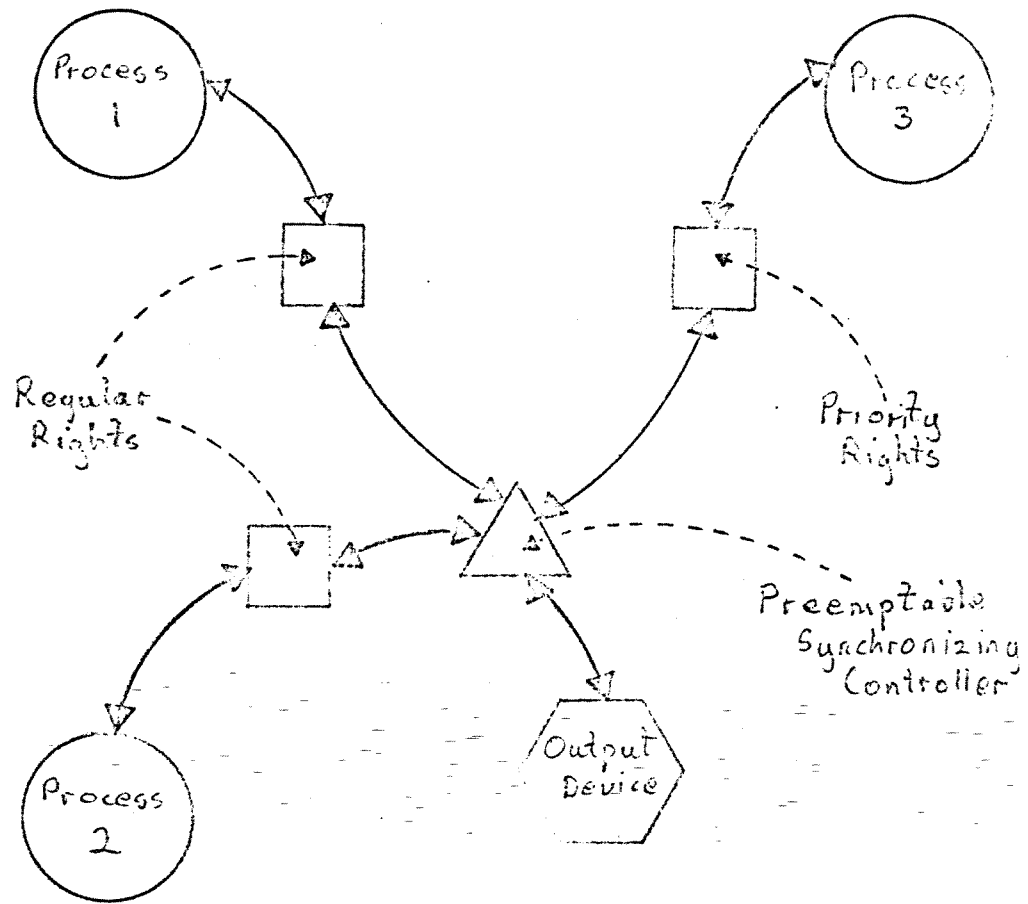 Process
1
Process
3
Regular
Rights
Priority
Rights
Preemptable
Synchronizing
Controller
Output
Device
Process
2